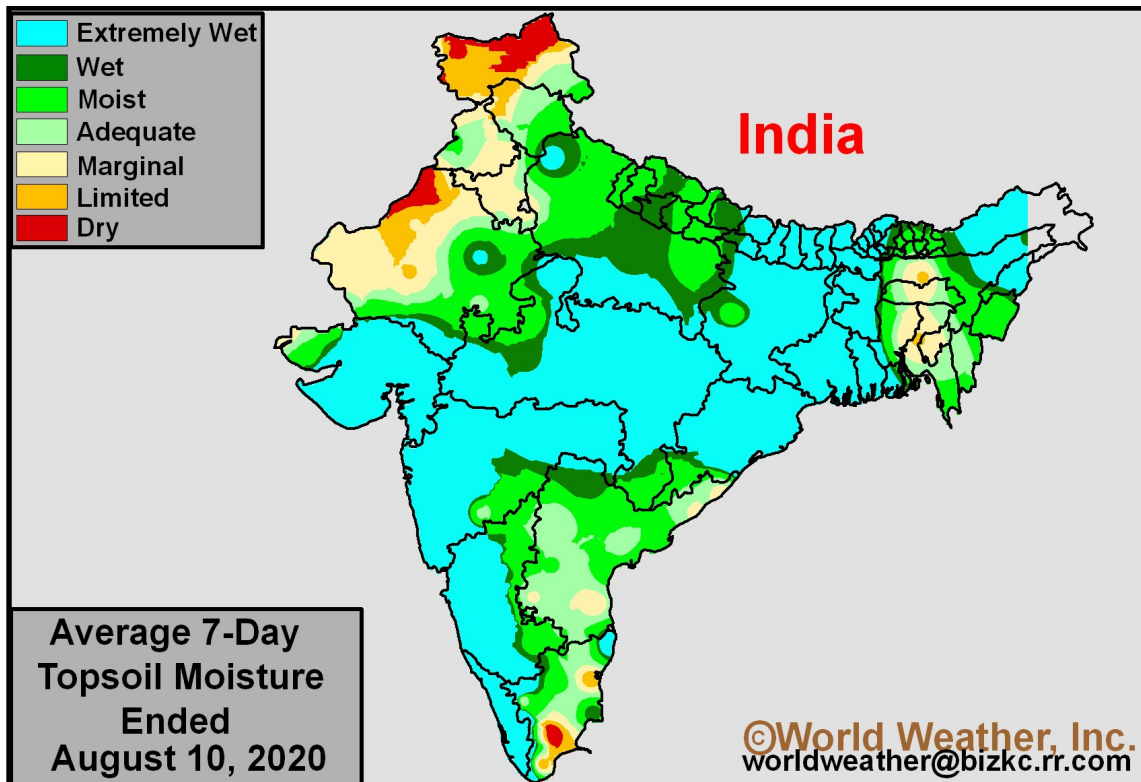 Extremely Wet
Wet
Moist
Adequate
Marginal
Limited
Dry
India
Average 7-Day
Topsoil Moisture
Ended
August 10, 2020
©World Weather, Inc.
worldweather@bizkc.rr.com